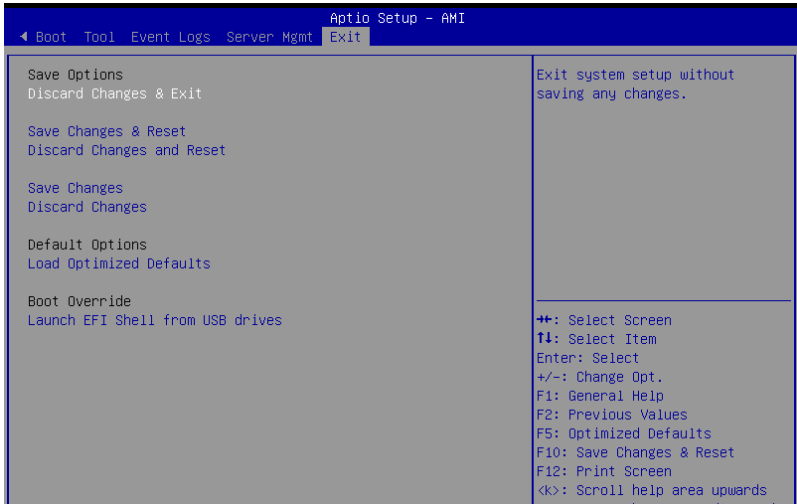 Aptio Setup – AMI
Boot Tool Event Logs Server Mgmt Exit
Save Options
Discard Changes & Exit
Save Changes & Reset
Discard Changes and Reset
Save Changes
Discard Changes
Default Options
Load Optimized Defaults
Boot Override
Launch EFI Shell from USB drives
Exit system setup without
saving any changes.
→←: Select Screen
↑↓: Select Item
Enter: Select
+/-: Change Opt.
F1: General Help
F2: Previous Values
F5: Optimized Defaults
F10: Save Changes & Reset
F12: Print Screen
<k>: Scroll help area upwards